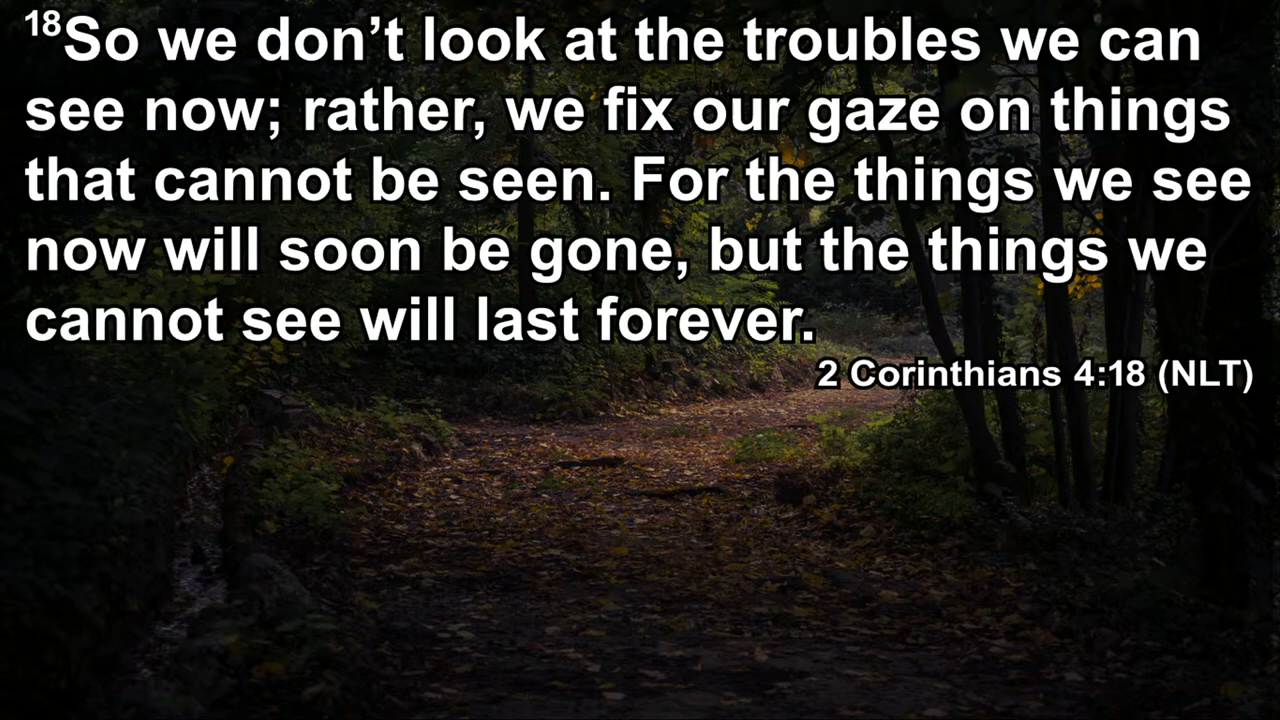 18So we don’t look at the troubles we can
see now; rather, we fix our gaze on things
that cannot be seen. For the things we see
now will soon be gone, but the things we
cannot see will last forever.
2 Corinthians 4:18 (NLT)